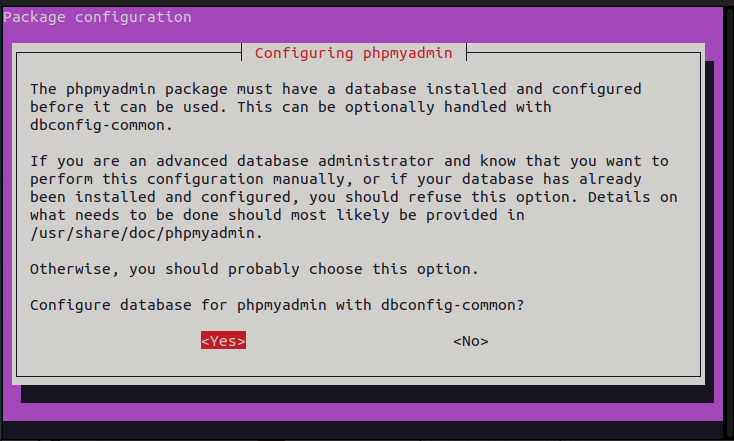 Package configuration
Configuring phpmyadmin
The phpmyadmin package must have a database installed and configured
before it can be used. This can be optionally handled with
dbconfig-common.
If you are an advanced database administrator and know that you want to
perform this configuration manually, or if your database has already
been installed and configured, you should refuse this option. Details on
what needs to be done should most likely be provided in
/usr/share/doc/phpmyadmin.
Otherwise, you should probably choose this option.
Configure database for phpmyadmin with dbconfig-common?
<Yes> <No>